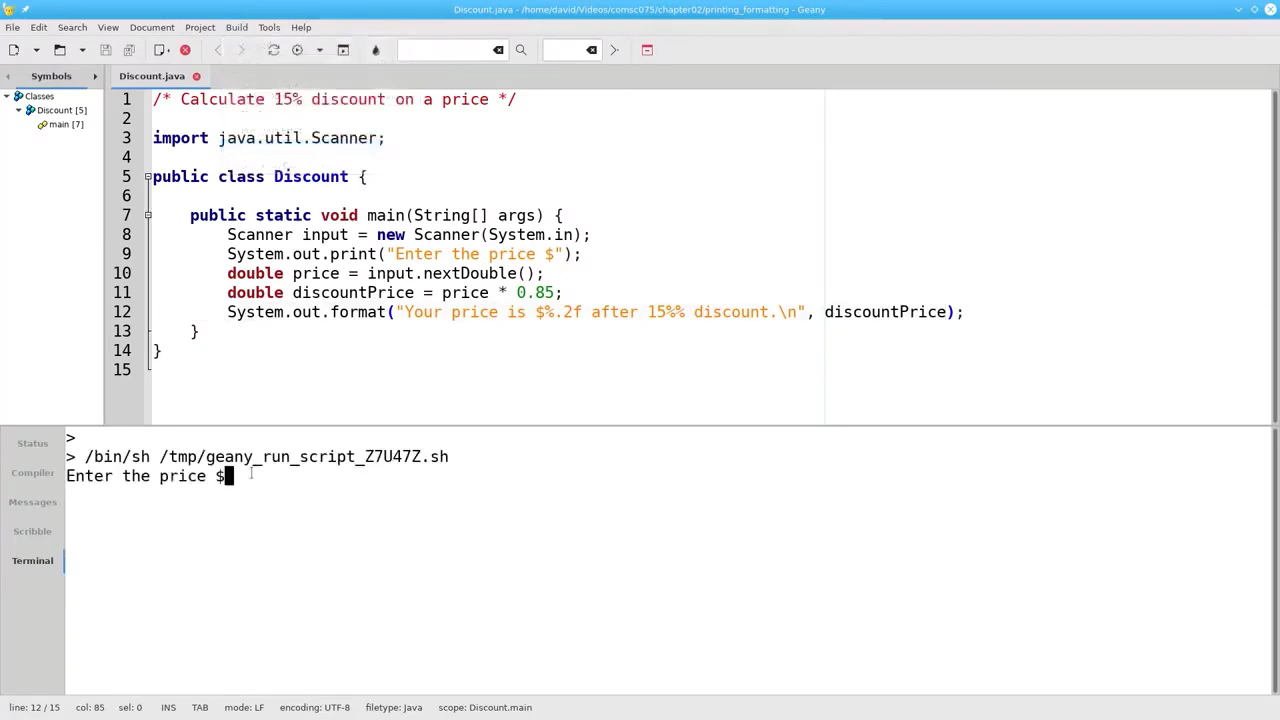 Discount.java - /home/david/Videos/comsc075/chapter02/printing_formatting - Geany
File Edit Search View Document Project Build Tools Help
Symbols Discount.java
Classes
Discount [5]
main [7]
1 /* Calculate 15% discount on a price */
2
3 import java.util.Scanner;
4
5 public class Discount {
6
7 public static void main(String[] args) {
8 Scanner input = new Scanner(System.in);
9 System.out.print("Enter the price $");
10 double price = input.nextDouble();
11 double discountPrice = price * 0.85;
12 System.out.format("Your price is $%.2f after 15%% discount.\n", discountPrice);
13 }
14 }
15
Status
Compiler
Messages
Scribble
Terminal
>
> /bin/sh /tmp/geany_run_script_Z7U47Z.sh
Enter the price $
line: 12 / 15 col: 85 sel: 0 INS TAB mode: LF encoding: UTF-8 filetype: Java scope: Discount.main